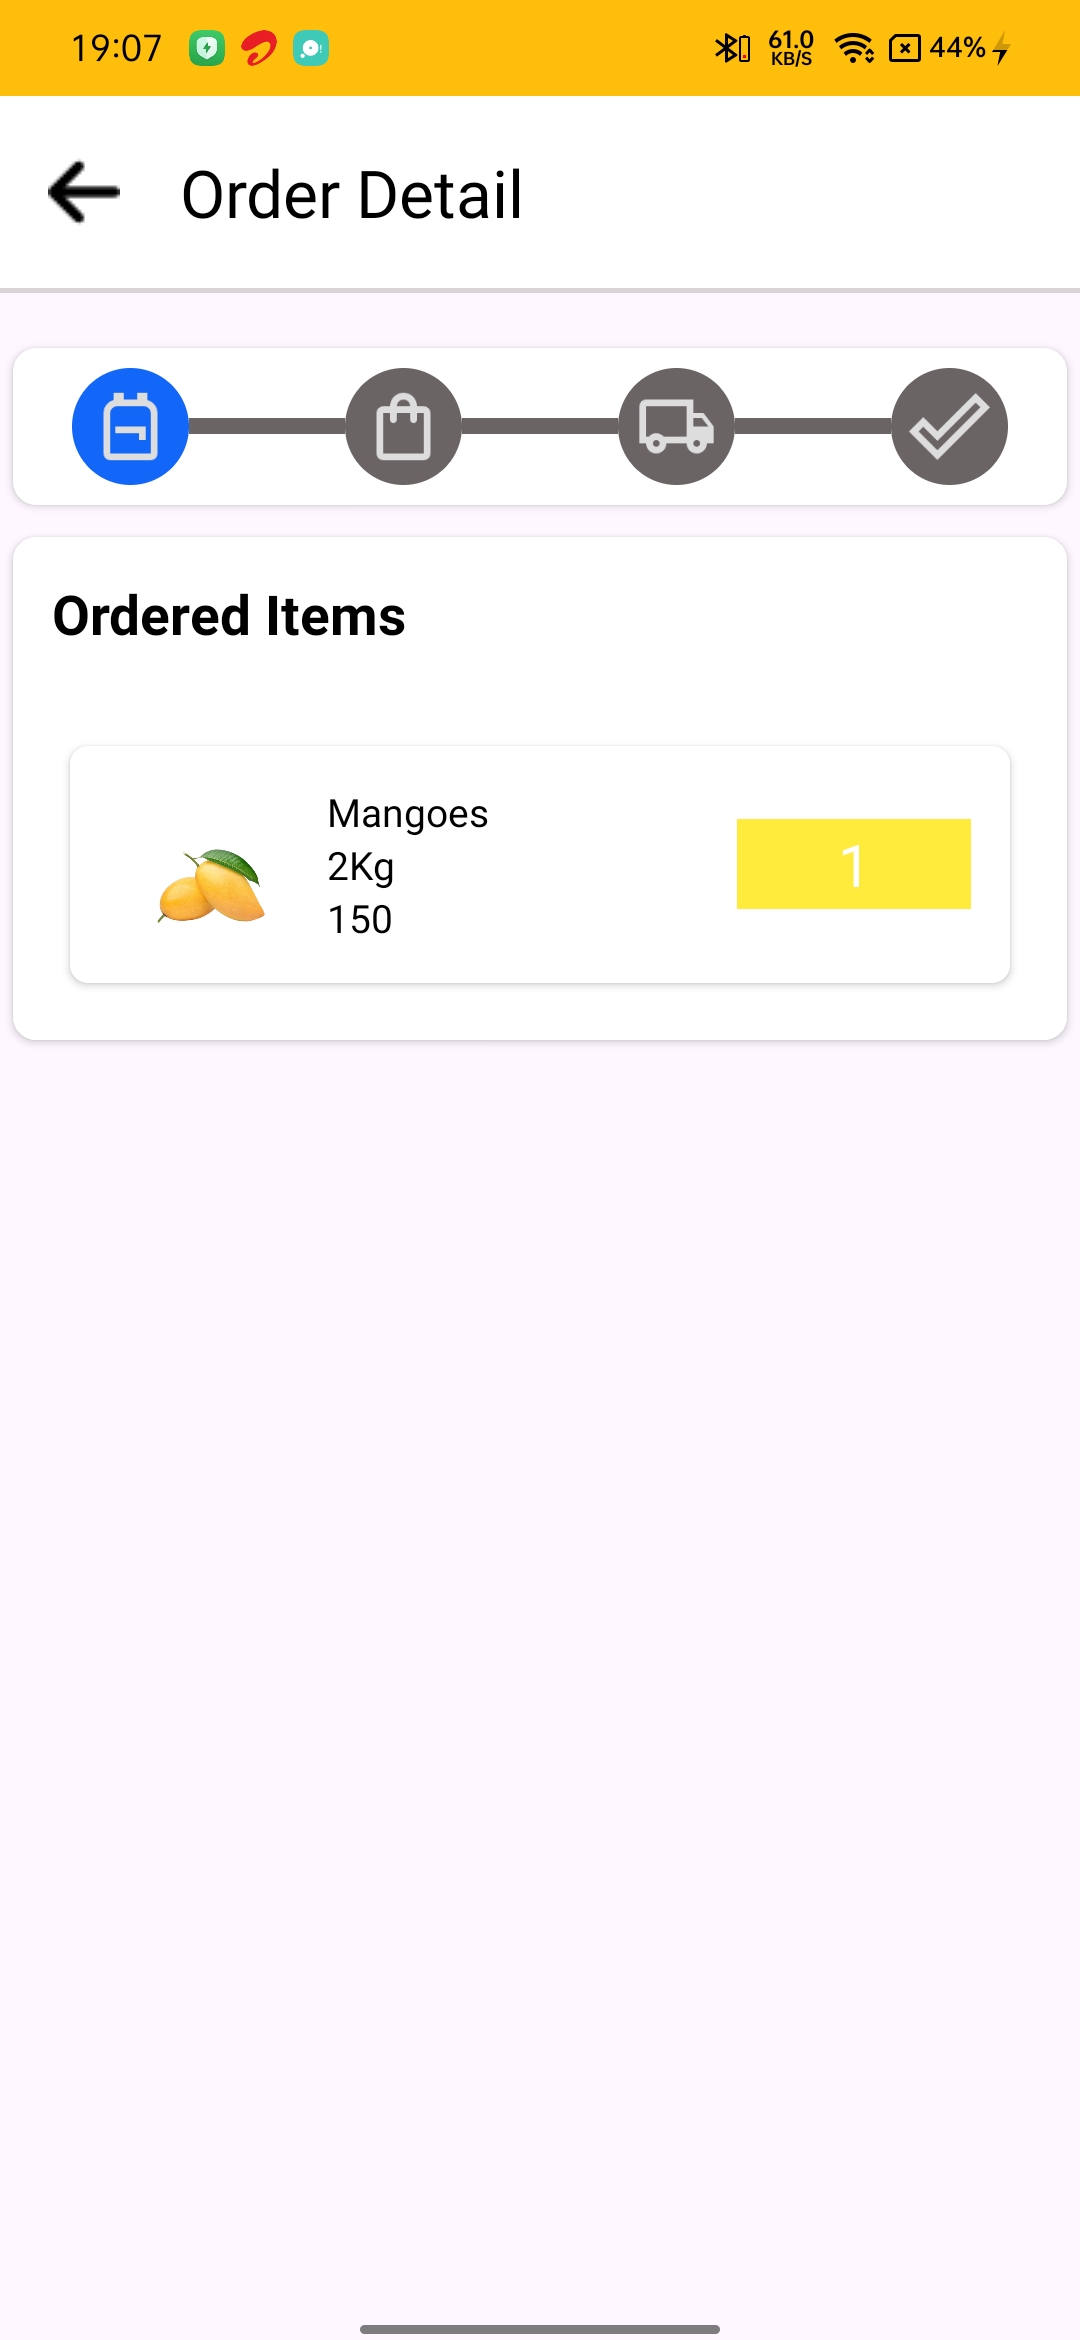 19:07
61.0
KB/S
44%
Order Detail
Ordered Items
Mangoes
2Kg
150
1